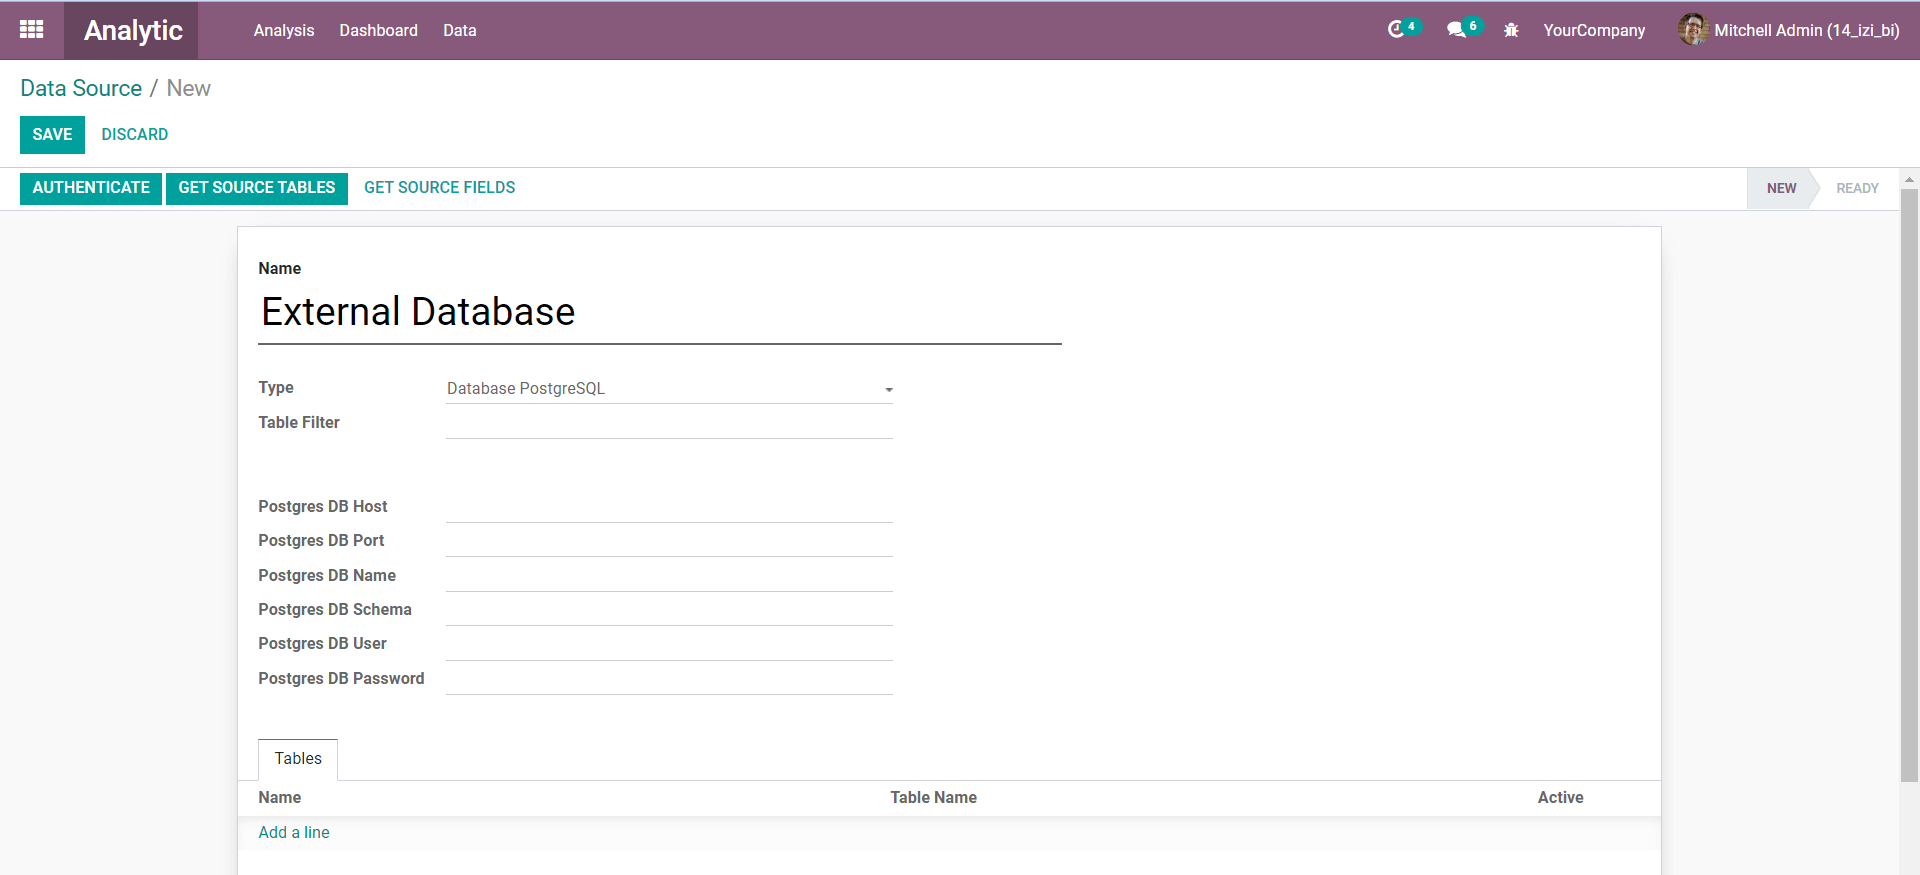 Analytic Analysis Dashboard Data 4 6 YourCompany Mitchell Admin (14_izi_bi)
Data Source / New
SAVE DISCARD
AUTHENTICATE GET SOURCE TABLES GET SOURCE FIELDS NEW READY
Name
External Database
Type Database PostgreSQL
Table Filter
Postgres DB Host
Postgres DB Port
Postgres DB Name
Postgres DB Schema
Postgres DB User
Postgres DB Password
Tables
Name Table Name Active
Add a line